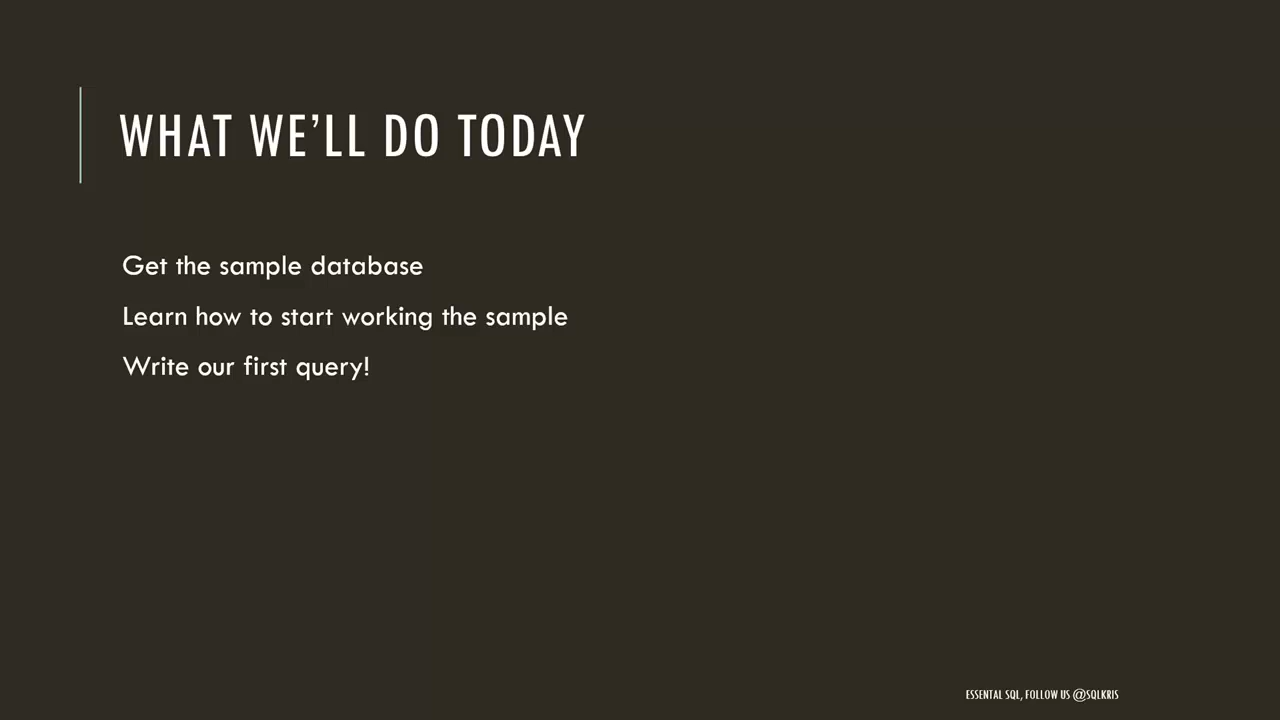 WHAT WE'LL DO TODAY
Get the sample database
Learn how to start working the sample
Write our first query!
ESSENTAL SQL, FOLLOW US @SQLKRIS